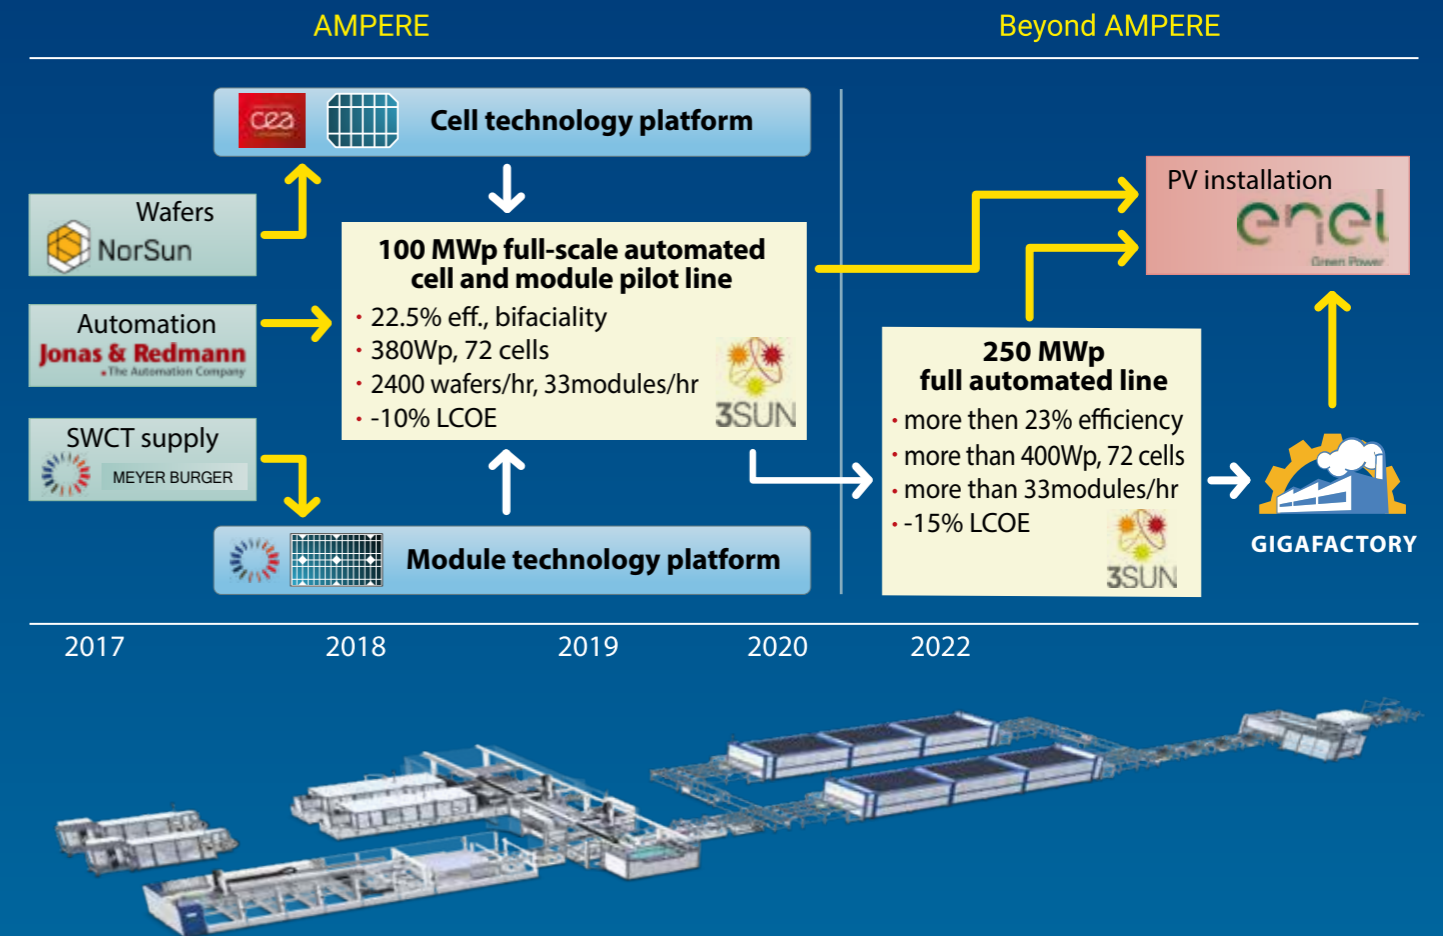 AMPERE
Beyond AMPERE
cea
Cell technology platform
Wafers
NorSun
Automation
Jonas & Redmann
The Automation Company
SWCT supply
MEYER BURGER
100 MWp full-scale automated
cell and module pilot line
· 22.5% eff., bifaciality
· 380Wp, 72 cells
· 2400 wafers/hr, 33modules/hr
· -10% LCOE
3SUN
Module technology platform
PV installation
enel
Green Power
250 MWp
full automated line
· more then 23% efficiency
· more than 400Wp, 72 cells
· more than 33modules/hr
· -15% LCOE
3SUN
GIGAFACTORY
2017
2018
2019
2020
2022